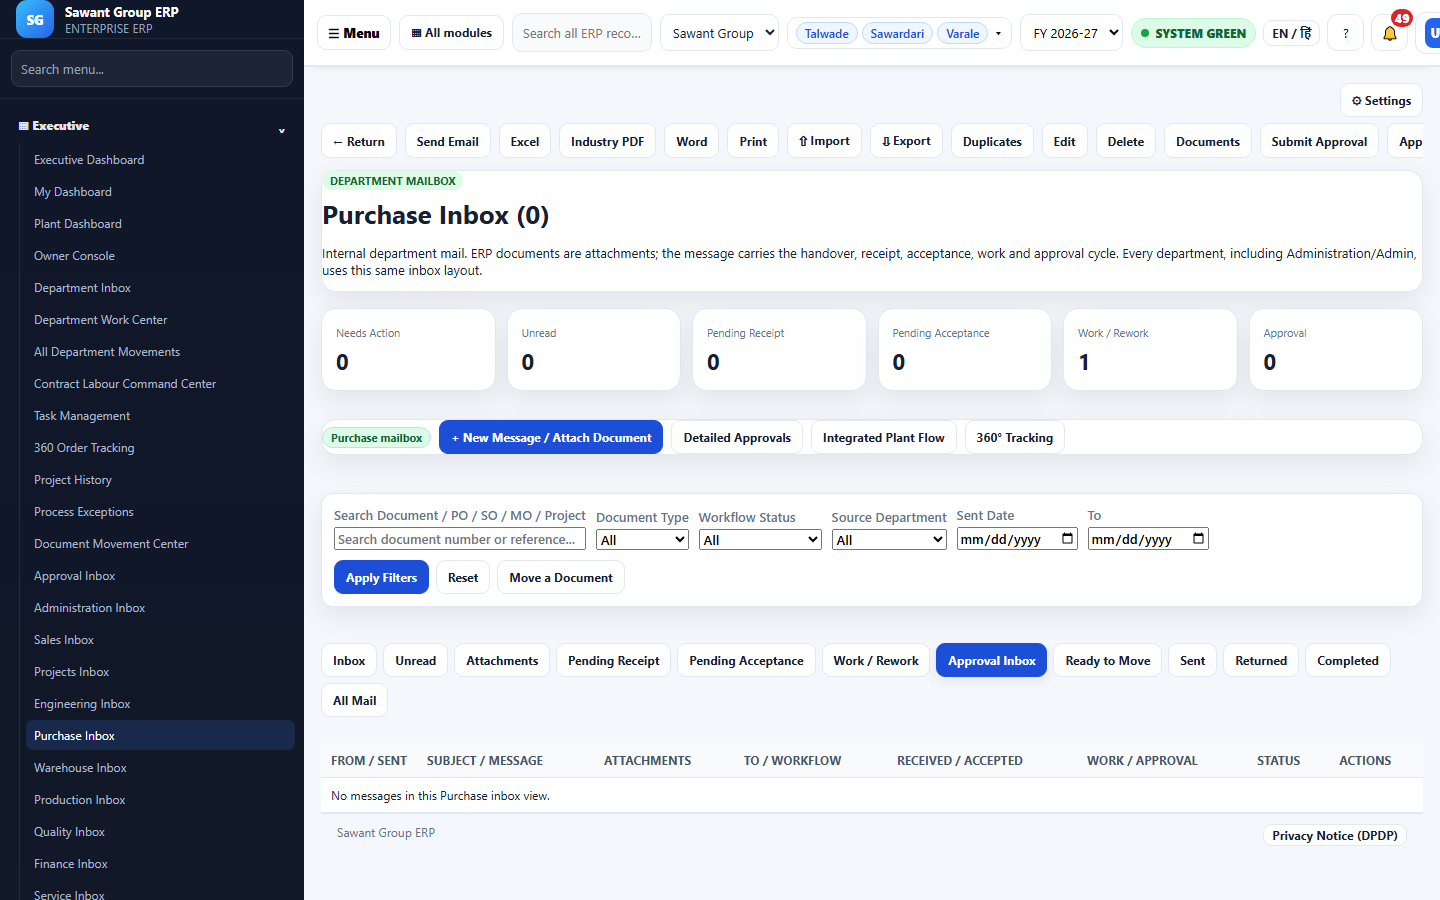 SG
Sawant Group ERP
ENTERPRISE ERP
Search menu...
Executive
Executive Dashboard
My Dashboard
Plant Dashboard
Owner Console
Department Inbox
Department Work Center
All Department Movements
Contract Labour Command Center
Task Management
360 Order Tracking
Project History
Process Exceptions
Document Movement Center
Approval Inbox
Administration Inbox
Sales Inbox
Projects Inbox
Engineering Inbox
Purchase Inbox
Warehouse Inbox
Production Inbox
Quality Inbox
Finance Inbox
Service Inbox
☰ Menu
All modules
Search all ERP reco...
Sawant Group
Talwade Sawardari Varale
FY 2026-27
SYSTEM GREEN
EN / हिं
?
49
U
⚙ Settings
← Return
Send Email
Excel
Industry PDF
Word
Print
⇧ Import
⇩ Export
Duplicates
Edit
Delete
Documents
Submit Approval
App
DEPARTMENT MAILBOX
Purchase Inbox (0)
Internal department mail. ERP documents are attachments; the message carries the handover, receipt, acceptance, work and approval cycle. Every department, including Administration/Admin,
uses this same inbox layout.
Needs Action
0
Unread
0
Pending Receipt
0
Pending Acceptance
0
Work / Rework
1
Approval
0
Purchase mailbox
+ New Message / Attach Document
Detailed Approvals
Integrated Plant Flow
360° Tracking
Search Document / PO / SO / MO / Project
Search document number or reference...
Document Type
All
Workflow Status
All
Source Department
All
Sent Date
mm/dd/yyyy
To
mm/dd/yyyy
Apply Filters
Reset
Move a Document
Inbox
Unread
Attachments
Pending Receipt
Pending Acceptance
Work / Rework
Approval Inbox
Ready to Move
Sent
Returned
Completed
All Mail
FROM / SENT SUBJECT / MESSAGE ATTACHMENTS TO / WORKFLOW RECEIVED / ACCEPTED WORK / APPROVAL STATUS ACTIONS
No messages in this Purchase inbox view.
Sawant Group ERP
Privacy Notice (DPDP)